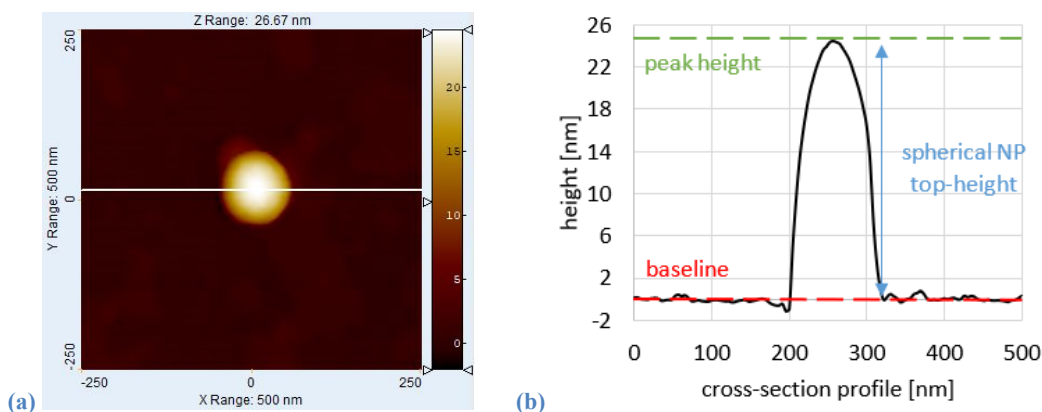 Z Range: 26.67 nm
250
0
-250
Y Range: 500 nm
-250
0
250
X Range: 500 nm
20
15
10
5
0
(a)
26
22
18
14
10
6
2
-2
height [nm]
peak height
spherical NP
top-height
baseline
0 100 200 300 400 500
cross-section profile [nm]
(b)